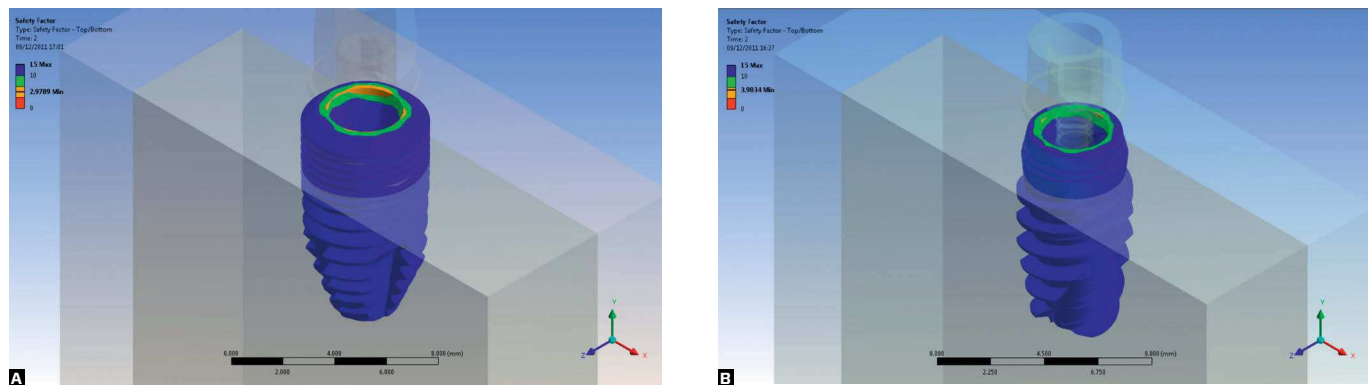 Safety Factor
Type: Safety Factor - Top/Bottom
Time: 2
09/12/2011 17:01
15 Max
10
2.9789 Min
0
0.000 4.000 8.000 (mm)
2.000 6.000
Y
Z X
A
Safety Factor
Type: Safety Factor - Top/Bottom
Time: 2
09/12/2011 16:27
15 Max
10
3.9834 Min
0
0.000 4.500 9.000 (mm)
2.250 6.750
Y
Z X
B